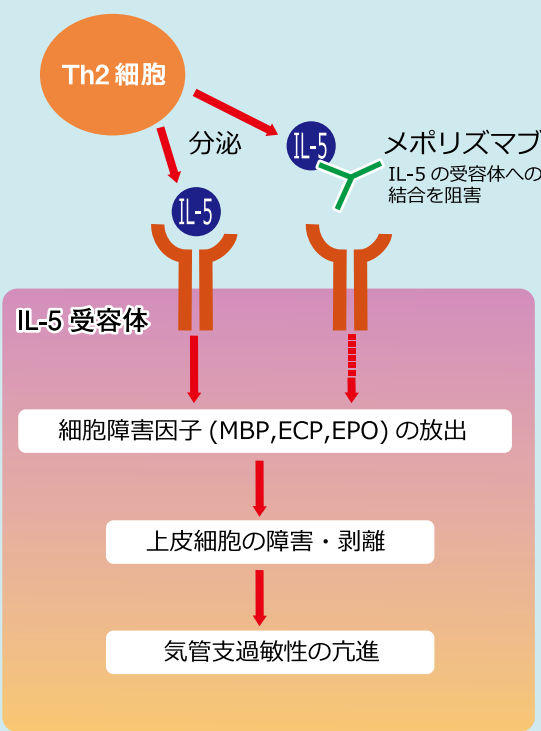 Th2 細胞
分泌
IL-5
IL-5
メポリズマブ
IL-5 の受容体への
結合を阻害
IL-5 受容体
細胞障害因子 (MBP,ECP,EPO) の放出
上皮細胞の障害・剥離
気管支過敏性の亢進